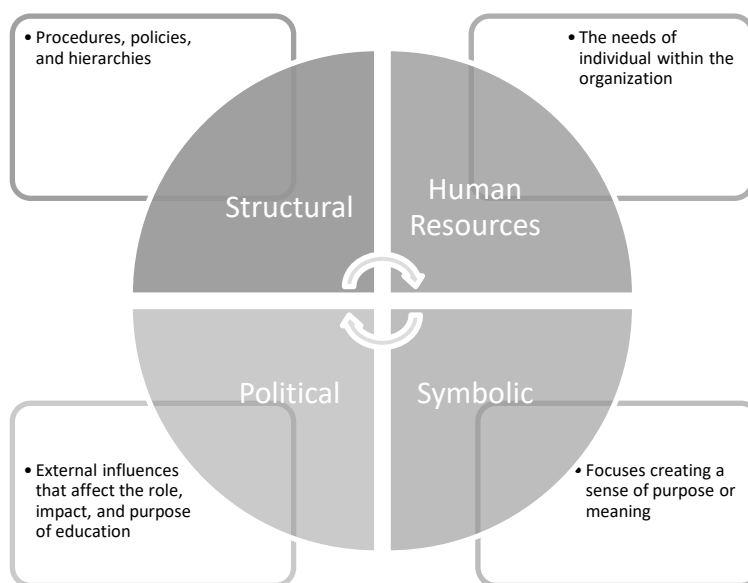 • Procedures, policies,
and hierarchies
• The needs of
individual within the
organization
Structural
Human
Resources
Political
Symbolic
• External influences
that affect the role,
impact, and purpose
of education
• Focuses creating a
sense of purpose or
meaning